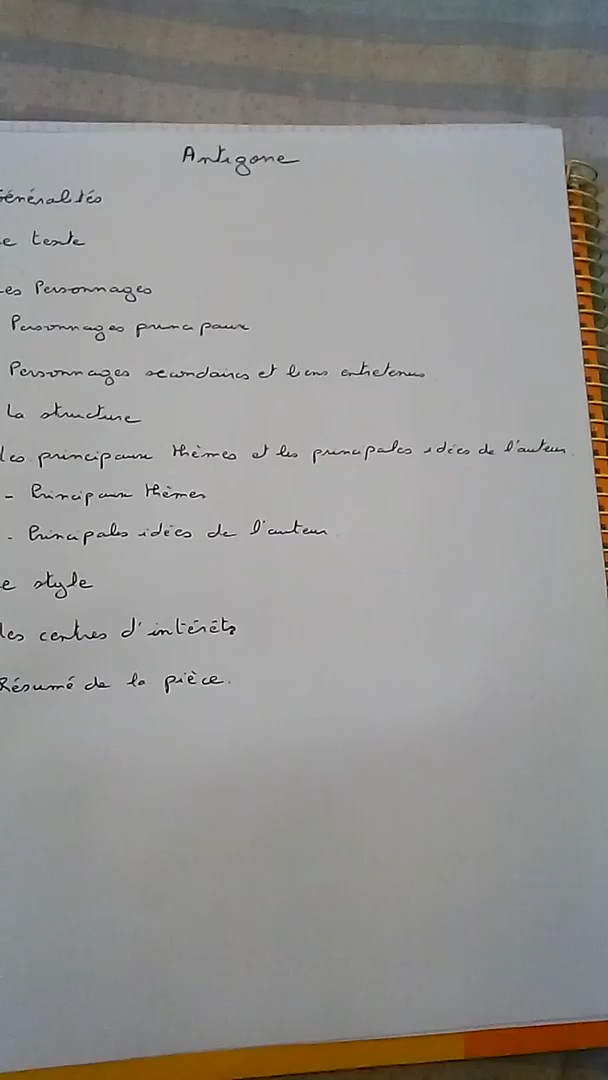 Antigone
Généralités
e texte
es Personnages
Personnages principaux
Personnages secondaires et liens entretenus
La structure
les principaux thèmes et les principales idées de l'auteur.
- Principaux thèmes
- Principales idées de l'auteur.
e style
les centres d'intérêts
Résumé de la pièce.